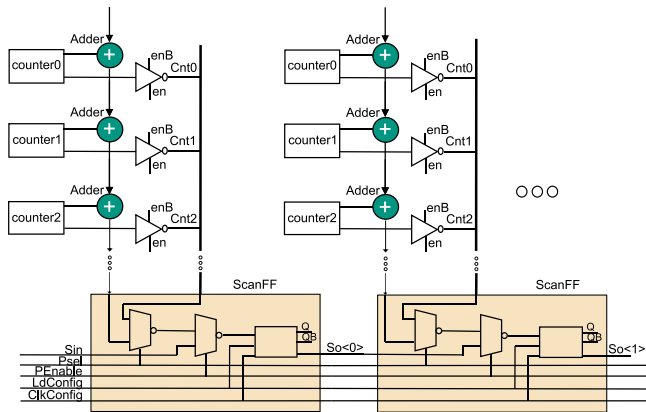 Adder
+
enB
counter0
Cnt0
en
Adder
+
enB
counter1
Cnt1
en
Adder
+
enB
counter2
Cnt2
en
Adder
+
enB
counter0
Cnt0
en
Adder
+
enB
counter1
Cnt1
en
Adder
+
enB
counter2
Cnt2
en
ScanFF
ScanFF
Q
QB
So<0>
Q
QB
So<1>
Sin
Psel
PEnable
LdConfig
ClkConfig